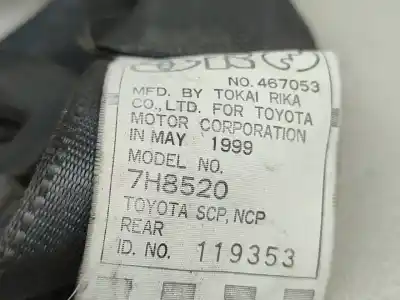 NO. 467053
MFD. BY TOKAI RIKA
CO., LTD. FOR TOYOTA
MOTOR CORPORATION
IN MAY 1999
MODEL NO.
7H8520
TOYOTA SCP, NCP
REAR
ID. NO. 119353